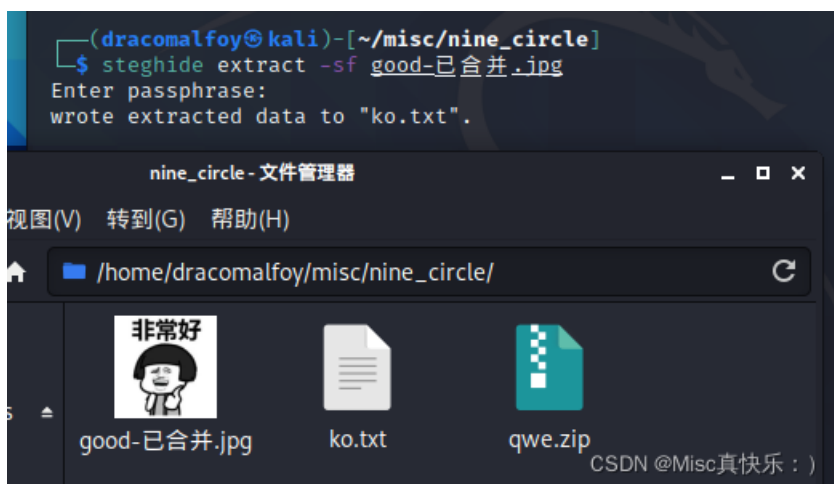 (dracomalfoy㉿kali)-[~/misc/nine_circle]
$ steghide extract -sf good-已合并.jpg
Enter passphrase:
wrote extracted data to "ko.txt".
nine_circle - 文件管理器
视图(V) 转到(G) 帮助(H)
/home/dracomalfoy/misc/nine_circle/
非常好
s
good-已合并.jpg ko.txt qwe.zip
CSDN @Misc真快乐：)